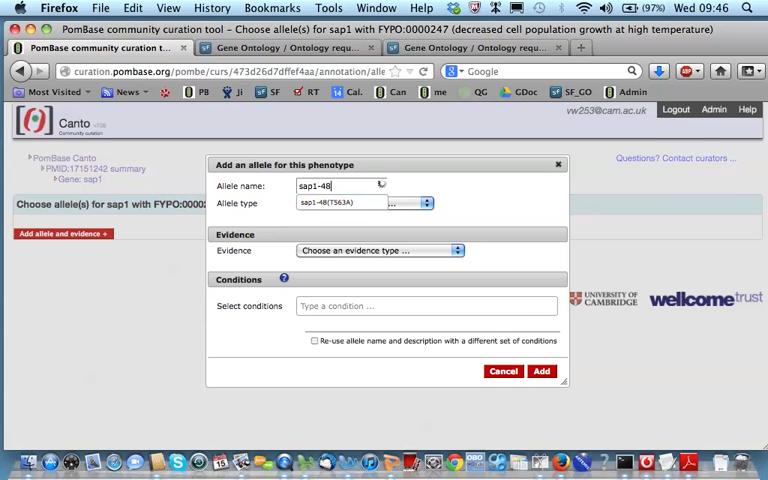 Firefox File Edit View History Bookmarks Tools Window Help (97%) Wed 09:46
PomBase community curation tool – Choose allele(s) for sap1 with FYPO:0000247 (decreased cell population growth at high temperature)
PomBase community curation t... Gene Ontology / Ontology requ... Gene Ontology / Ontology requ...
curation.pombase.org/pombe/curs/473d26d7dffef4aa/annotation/alle Google
Most Visited News PB Ji SF RT Cal. Can me QG GDoc SF_GO Bookmarks
Canto
Community curation
vw253@cam.ac.uk Logout Admin Help
PomBase Canto
PMID:17151242 summary
Gene: sap1
Questions? Contact curators ...
Choose allele(s) for sap1 with FYPO:0000
Add allele and evidence +
Add an allele for this phenotype
Allele name: sap1-48
Allele type ...
sap1-48(T563A)
Evidence
Evidence Choose an evidence type ...
Conditions ?
Select conditions Type a condition ...
Re-use allele name and description with a different set of conditions
Cancel Add
UNIVERSITY OF CAMBRIDGE
wellcometrust